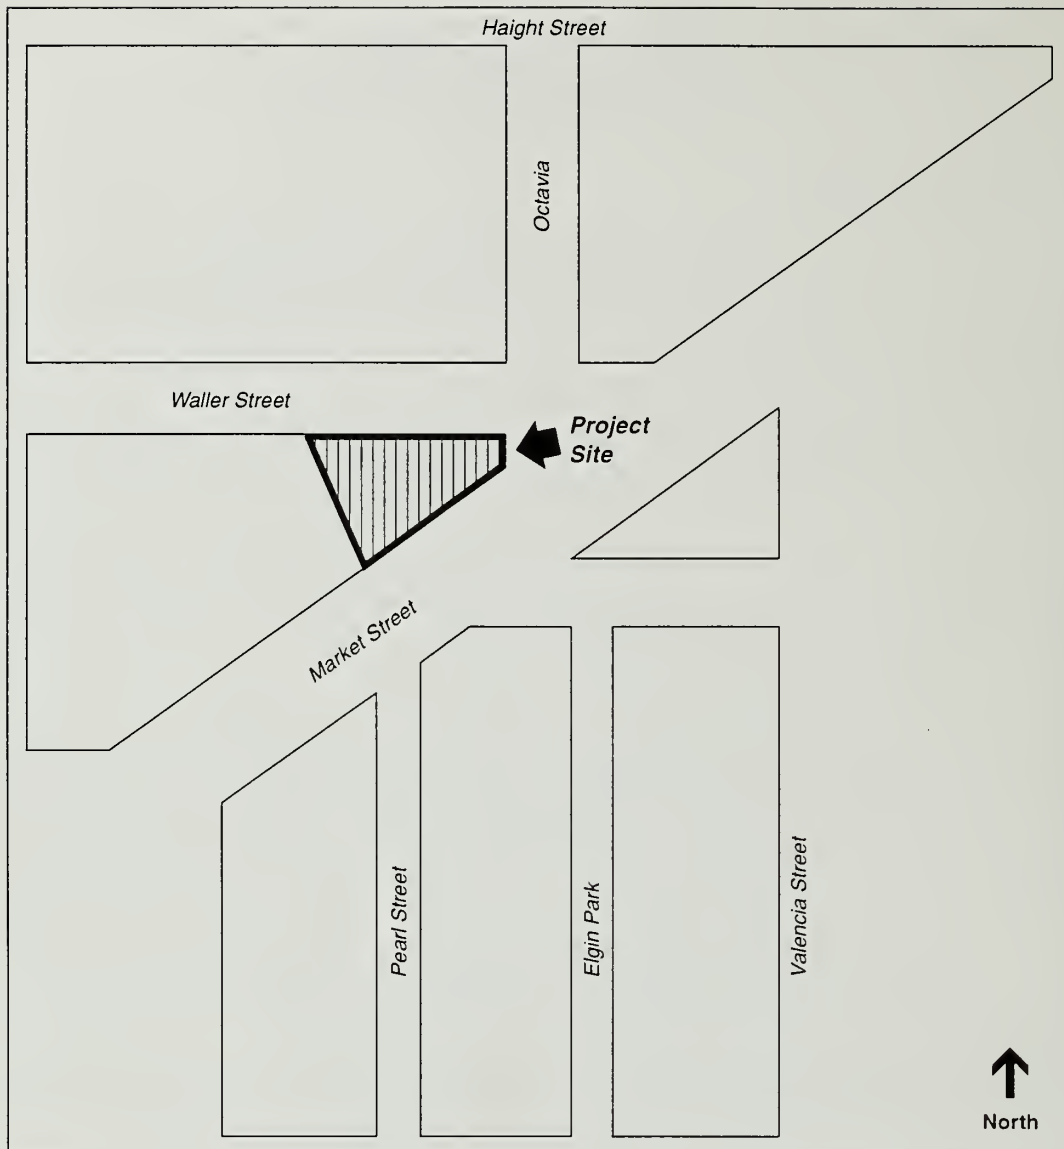 Haight Street
Octavia
Waller Street
Project
Site
Market Street
Pearl Street
Elgin Park
Valencia Street
North